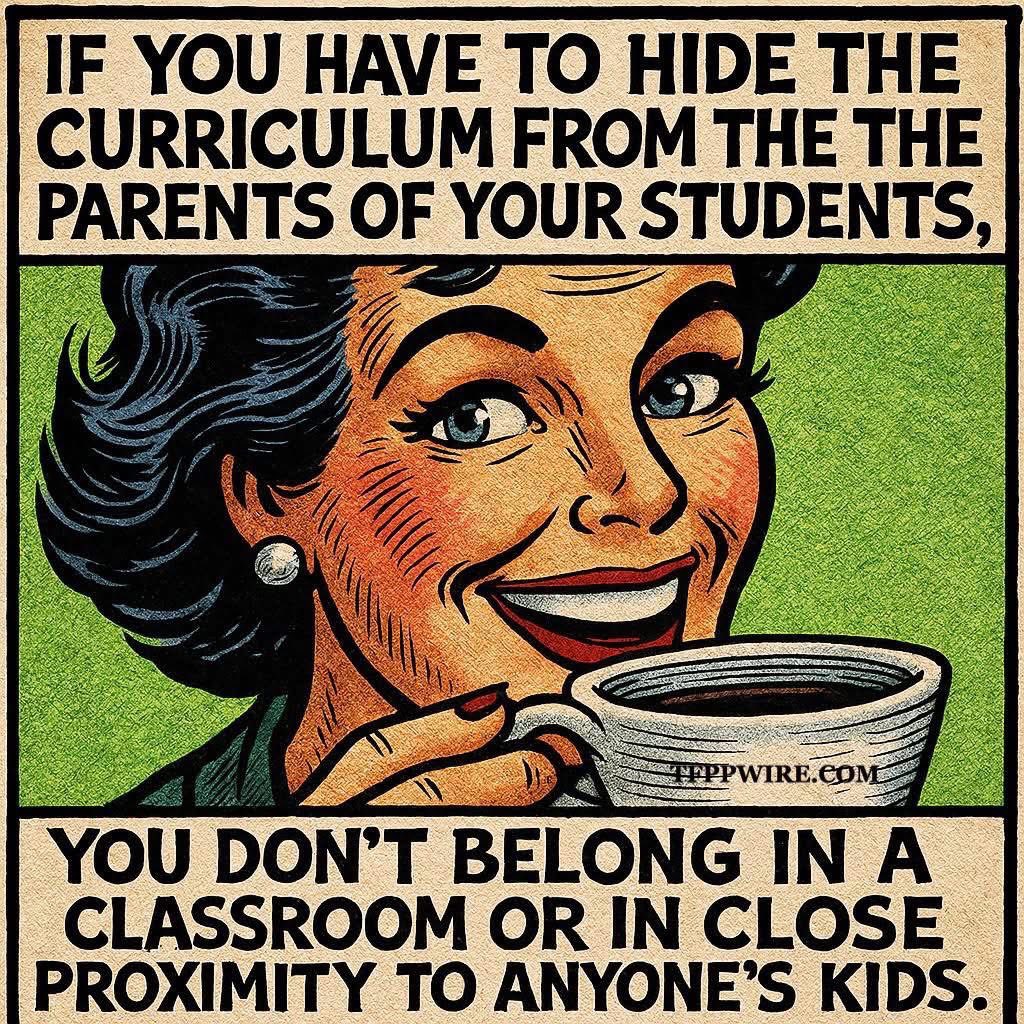 IF YOU HAVE TO HIDE THE
CURRICULUM FROM THE THE
PARENTS OF YOUR STUDENTS,
TFPPWIRE.COM
YOU DON'T BELONG IN A
CLASSROOM OR IN CLOSE
PROXIMITY TO ANYONE'S KIDS.